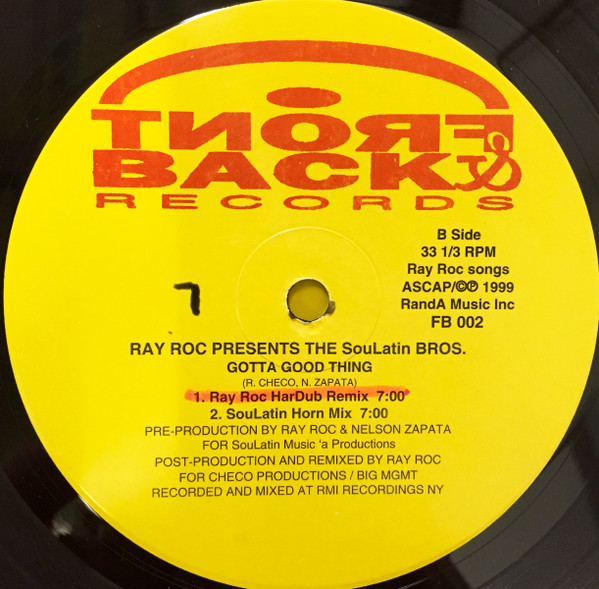 FRONT &
BACK
RECORDS
B Side
33 1/3 RPM
Ray Roc songs
ASCAP/©℗ 1999
RandA Music Inc
FB 002
7
RAY ROC PRESENTS THE SouLatin BROS.
GOTTA GOOD THING
(R. CHECO, N. ZAPATA)
1. Ray Roc HarDub Remix 7:00
2. SouLatin Horn Mix 7:00
PRE-PRODUCTION BY RAY ROC & NELSON ZAPATA
FOR SouLatin Music 'a Productions
POST-PRODUCTION AND REMIXED BY RAY ROC
FOR CHECO PRODUCTIONS / BIG MGMT
RECORDED AND MIXED AT RMI RECORDINGS NY